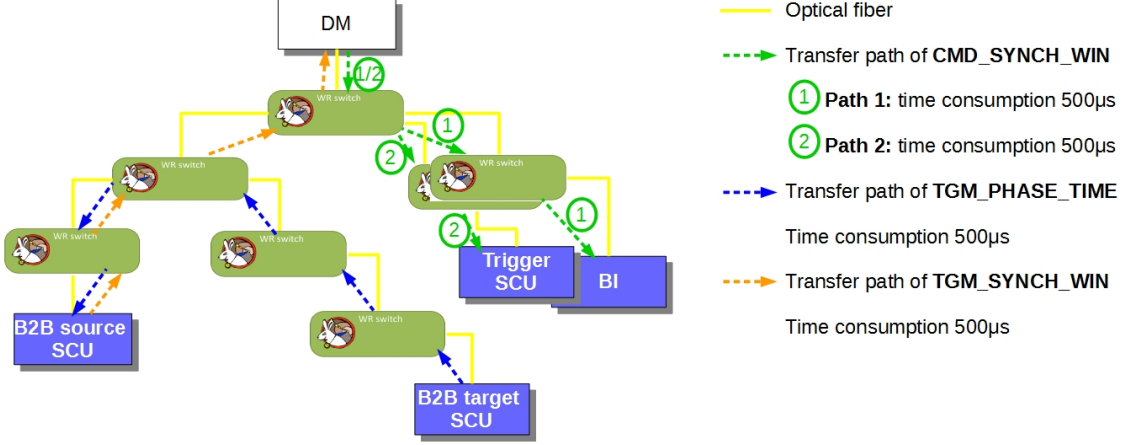 DM
1/2
WR switch
1
2
WR switch
WR switch
WR switch
WR switch
2
1
Trigger
SCU
BI
WR switch
B2B source
SCU
B2B target
SCU
Optical fiber
Transfer path of CMD_SYNCH_WIN
1 Path 1: time consumption 500µs
2 Path 2: time consumption 500µs
Transfer path of TGM_PHASE_TIME
Time consumption 500µs
Transfer path of TGM_SYNCH_WIN
Time consumption 500µs